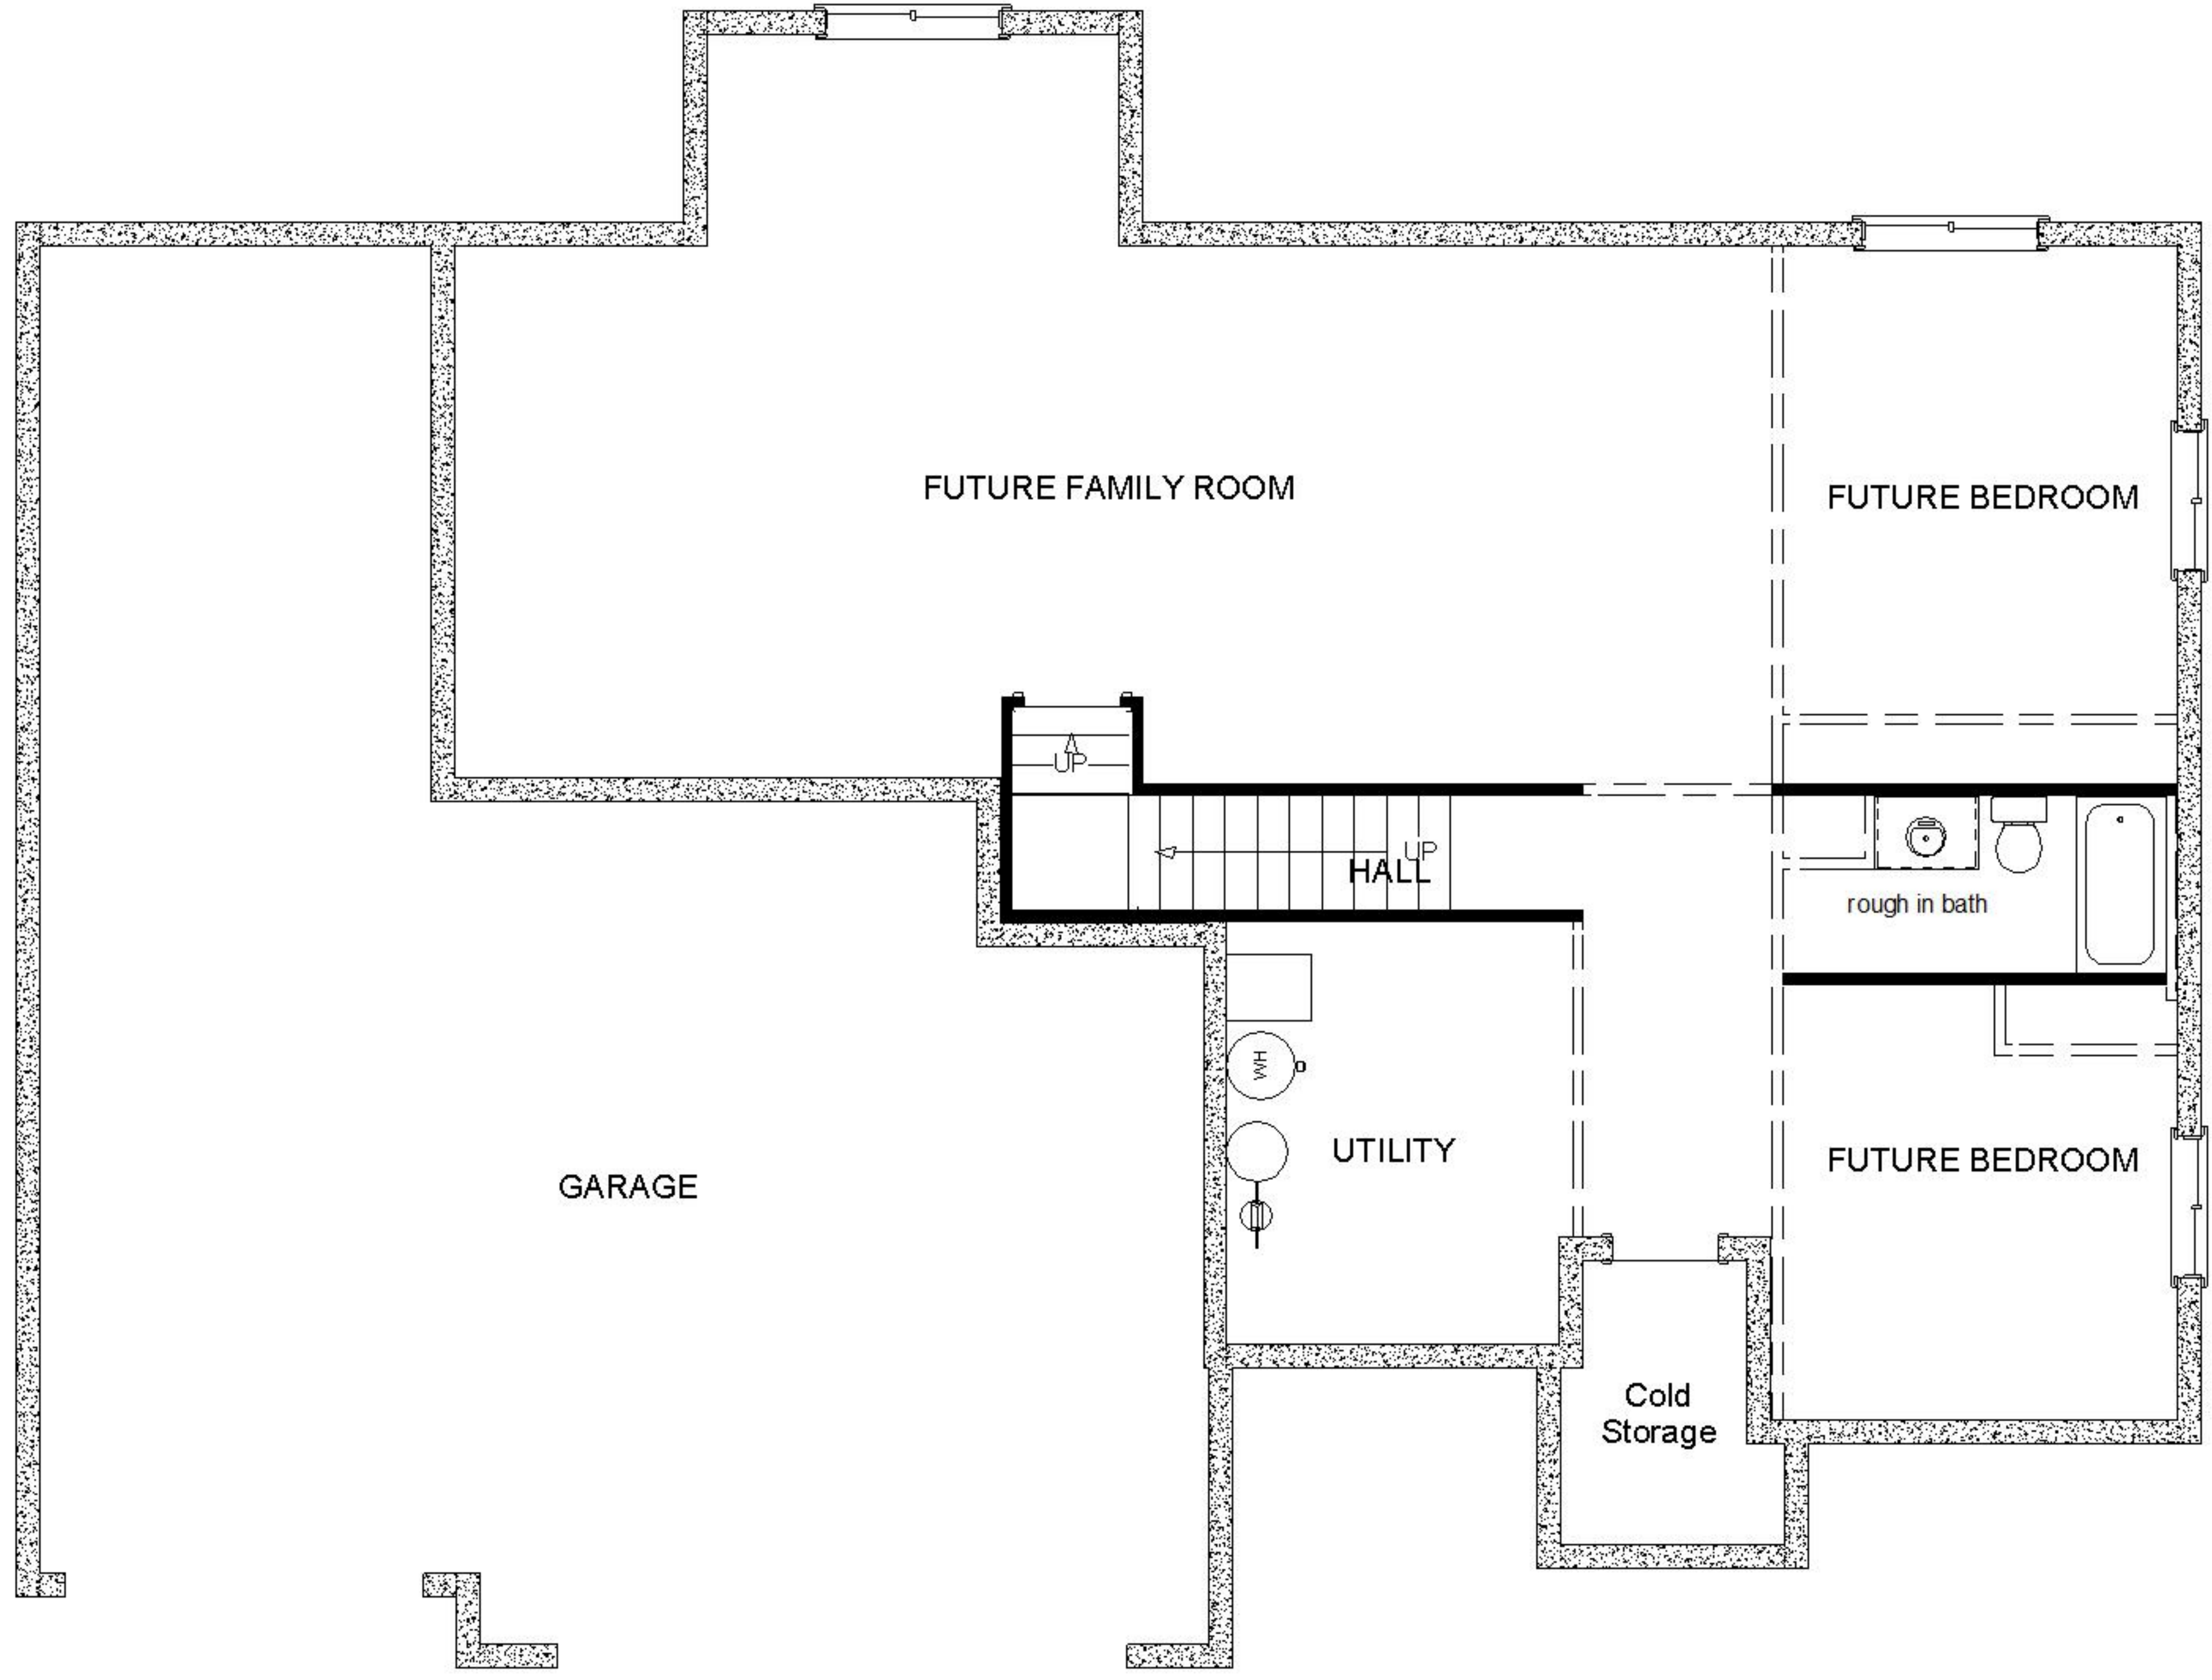 FUTURE FAMILY ROOM
FUTURE BEDROOM
UP
UP
HALL
rough in bath
WH
UTILITY
FUTURE BEDROOM
GARAGE
Cold
Storage